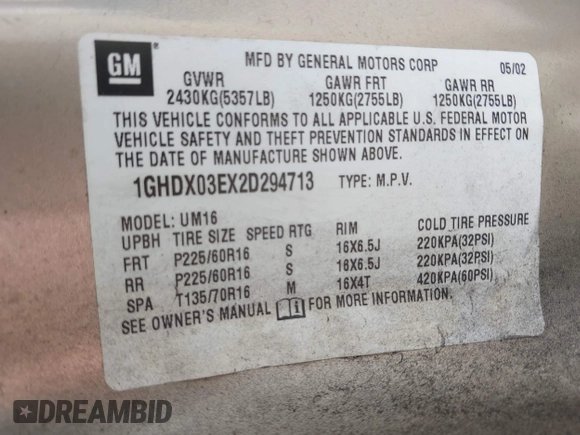 GM
MFD BY GENERAL MOTORS CORP 05/02
GVWR GAWR FRT GAWR RR
2430KG(5357LB) 1250KG(2755LB) 1250KG(2755LB)
THIS VEHICLE CONFORMS TO ALL APPLICABLE U.S. FEDERAL MOTOR
VEHICLE SAFETY AND THEFT PREVENTION STANDARDS IN EFFECT ON
THE DATE OF MANUFACTURE SHOWN ABOVE.
1GHDX03EX2D294713 TYPE: M.P.V.
MODEL: UM16
UPBH TIRE SIZE SPEED RTG RIM COLD TIRE PRESSURE
FRT P225/60R16 S 16X6.5J 220KPA(32PSI)
RR P225/60R16 S 16X6.5J 220KPA(32PSI)
SPA T135/70R16 M 16X4T 420KPA(60PSI)
SEE OWNER'S MANUAL i FOR MORE INFORMATION.
DREAMBID